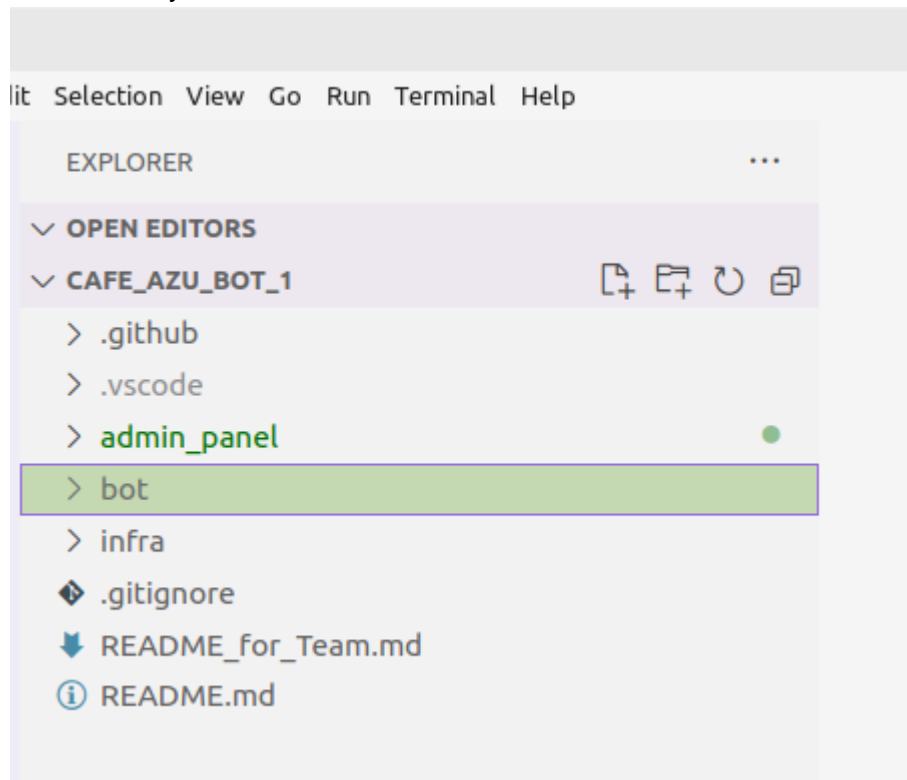 lit Selection View Go Run Terminal Help
EXPLORER
OPEN EDITORS
CAFE_AZU_BOT_1
.github
.vscode
admin_panel
bot
infra
.gitignore
README_for_Team.md
README.md